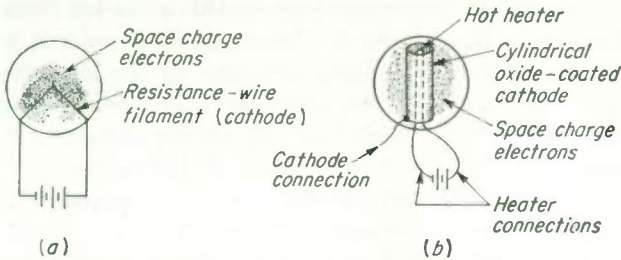 Space charge
electrons
Resistance-wire
filament (cathode)
(a)
Hot heater
Cylindrical
oxide-coated
cathode
Space charge
electrons
Cathode
connection
Heater
connections
(b)